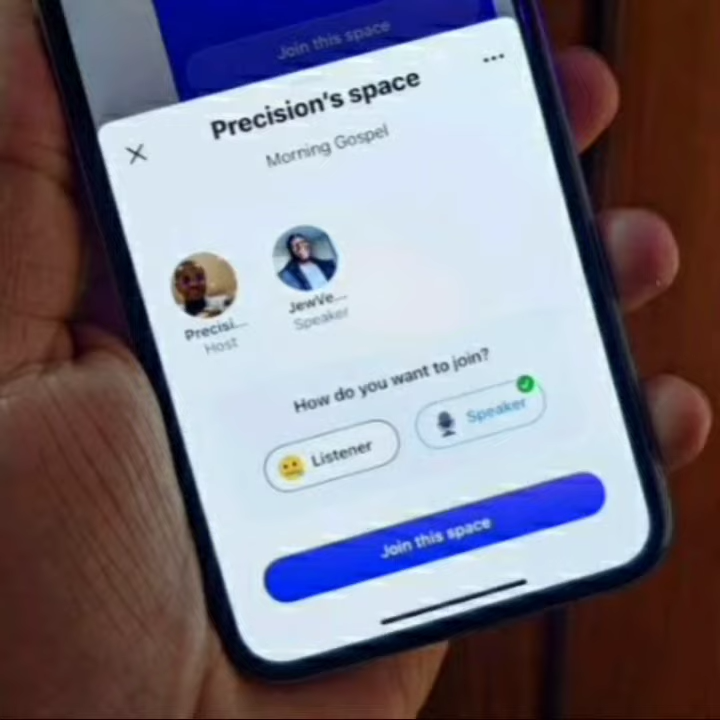 Join this space
Precision's space
Morning Gospel
Precisi...
Host
JewVe...
Speaker
How do you want to join?
Listener
Speaker
Join this space